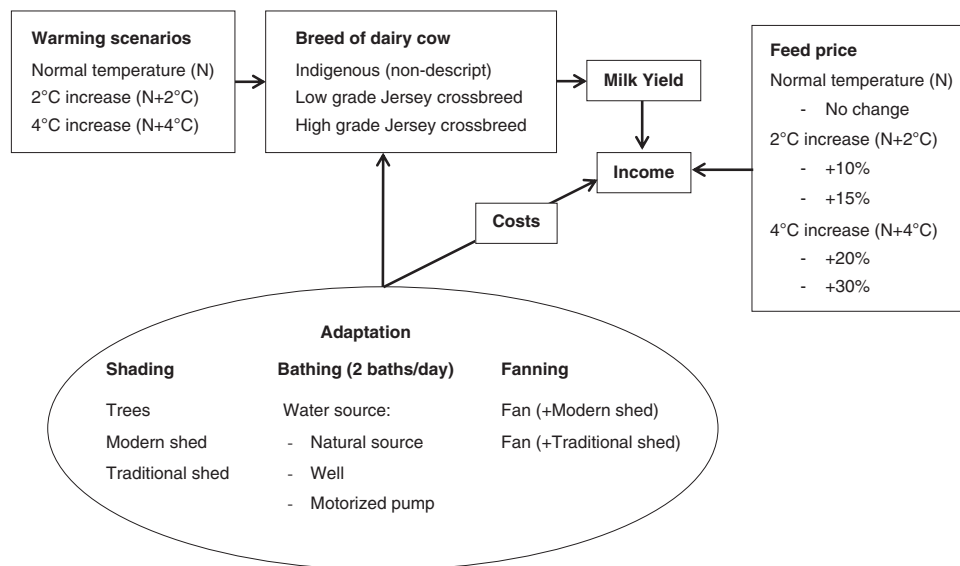 Warming scenarios
Normal temperature (N)
2°C increase (N+2°C)
4°C increase (N+4°C)
Breed of dairy cow
Indigenous (non-descript)
Low grade Jersey crossbreed
High grade Jersey crossbreed
Milk Yield
Income
Costs
Feed price
Normal temperature (N)
- No change
2°C increase (N+2°C)
- +10%
- +15%
4°C increase (N+4°C)
- +20%
- +30%
Adaptation
Shading
Trees
Modern shed
Traditional shed
Bathing (2 baths/day)
Water source:
- Natural source
- Well
- Motorized pump
Fanning
Fan (+Modern shed)
Fan (+Traditional shed)